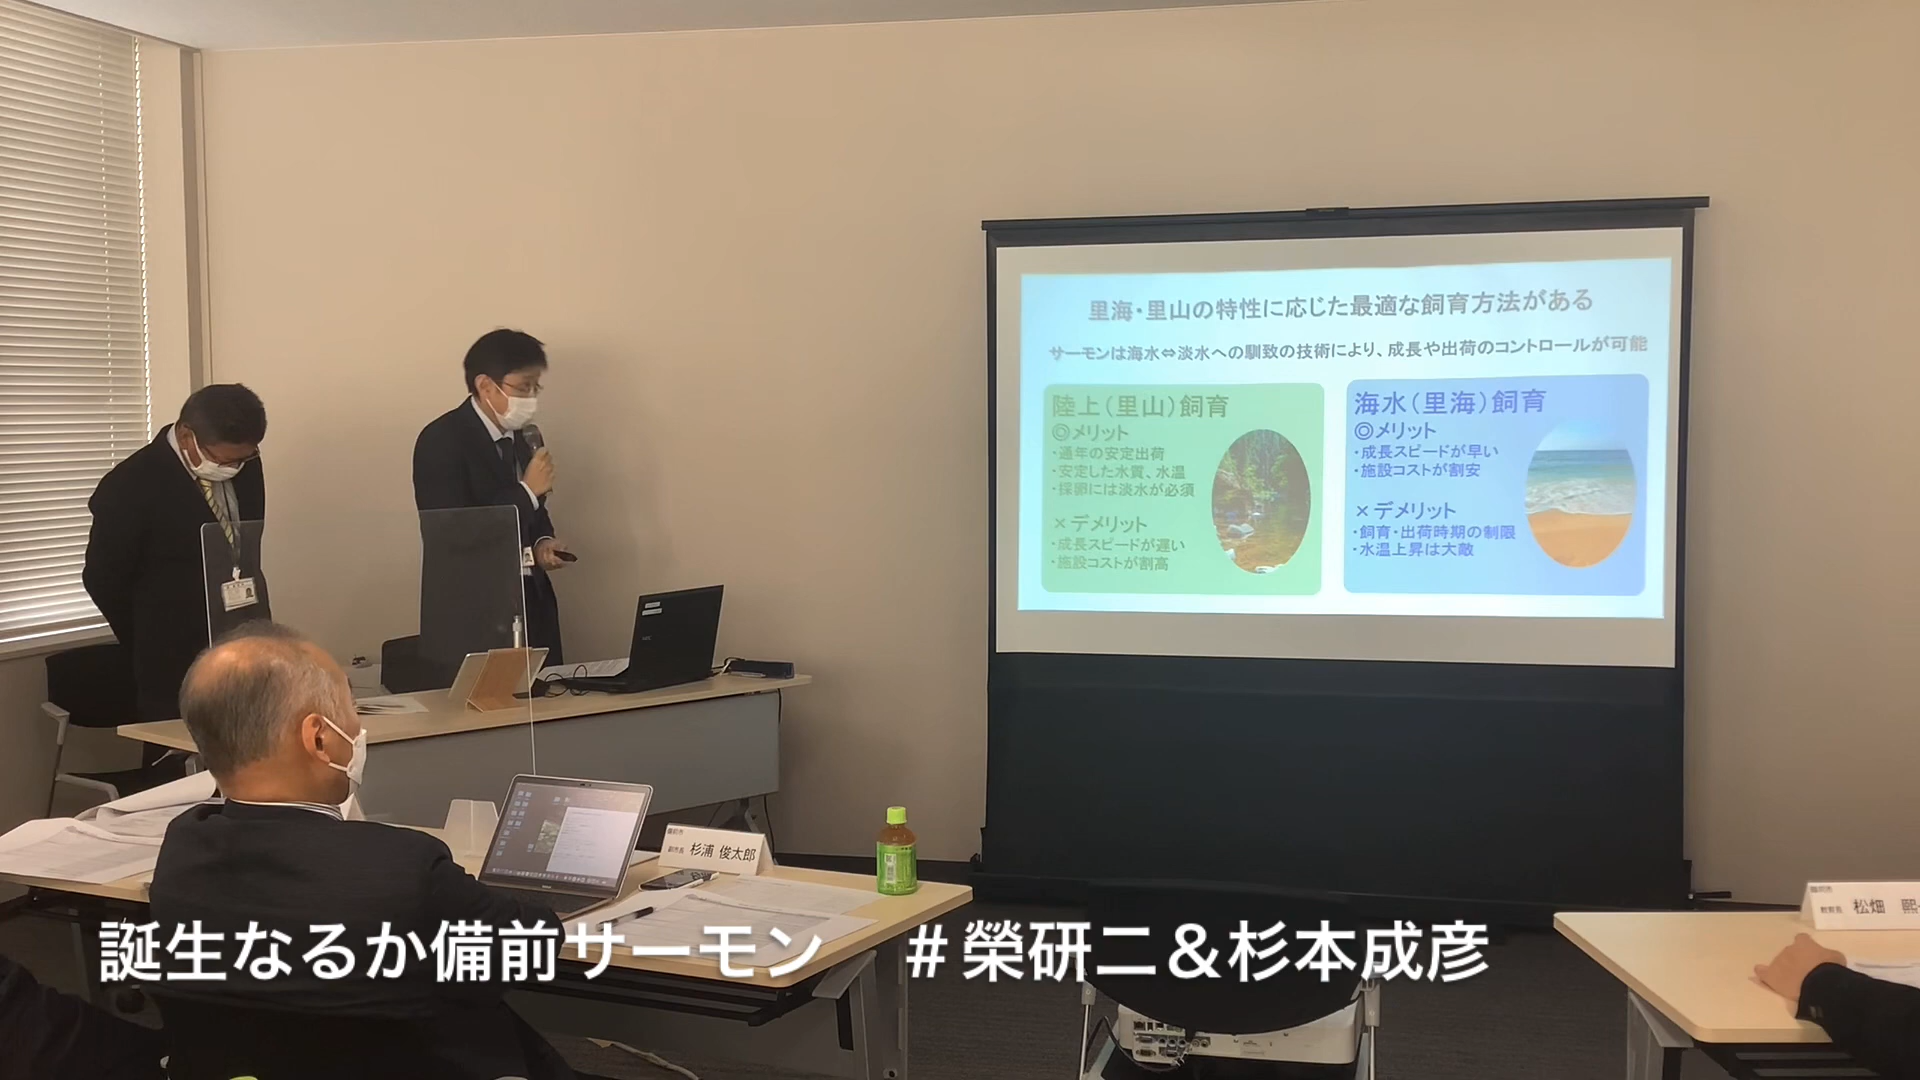 里海・里山の特性に応じた最適な飼育方法がある
サーモンは海水⇔淡水への馴致の技術により、成長や出荷のコントロールが可能
陸上(里山)飼育
◎メリット
・通年の安定出荷
・安定した水質、水温
・採卵には淡水が必須
×デメリット
・成長スピードが遅い
・施設コストが割高
海水(里海)飼育
◎メリット
・成長スピードが早い
・施設コストが割安
×デメリット
・飼育・出荷時期の制限
・水温上昇は大敵
備前市
副市長 杉浦 俊太郎
備前市
教育長 松畑 熙
誕生なるか備前サーモン #榮研二&杉本成彦